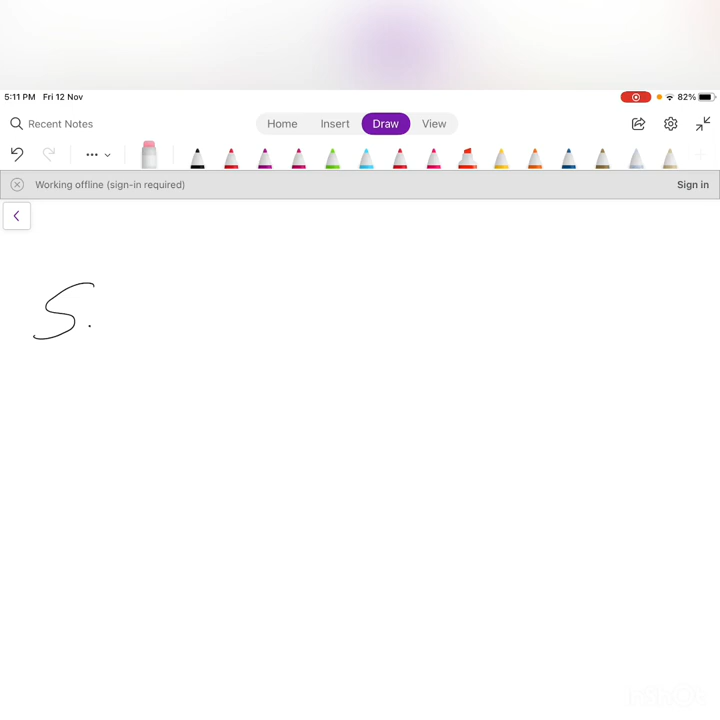 5:11 PM Fri 12 Nov
82%
Recent Notes
Home Insert Draw View
Working offline (sign-in required)
Sign in
S.